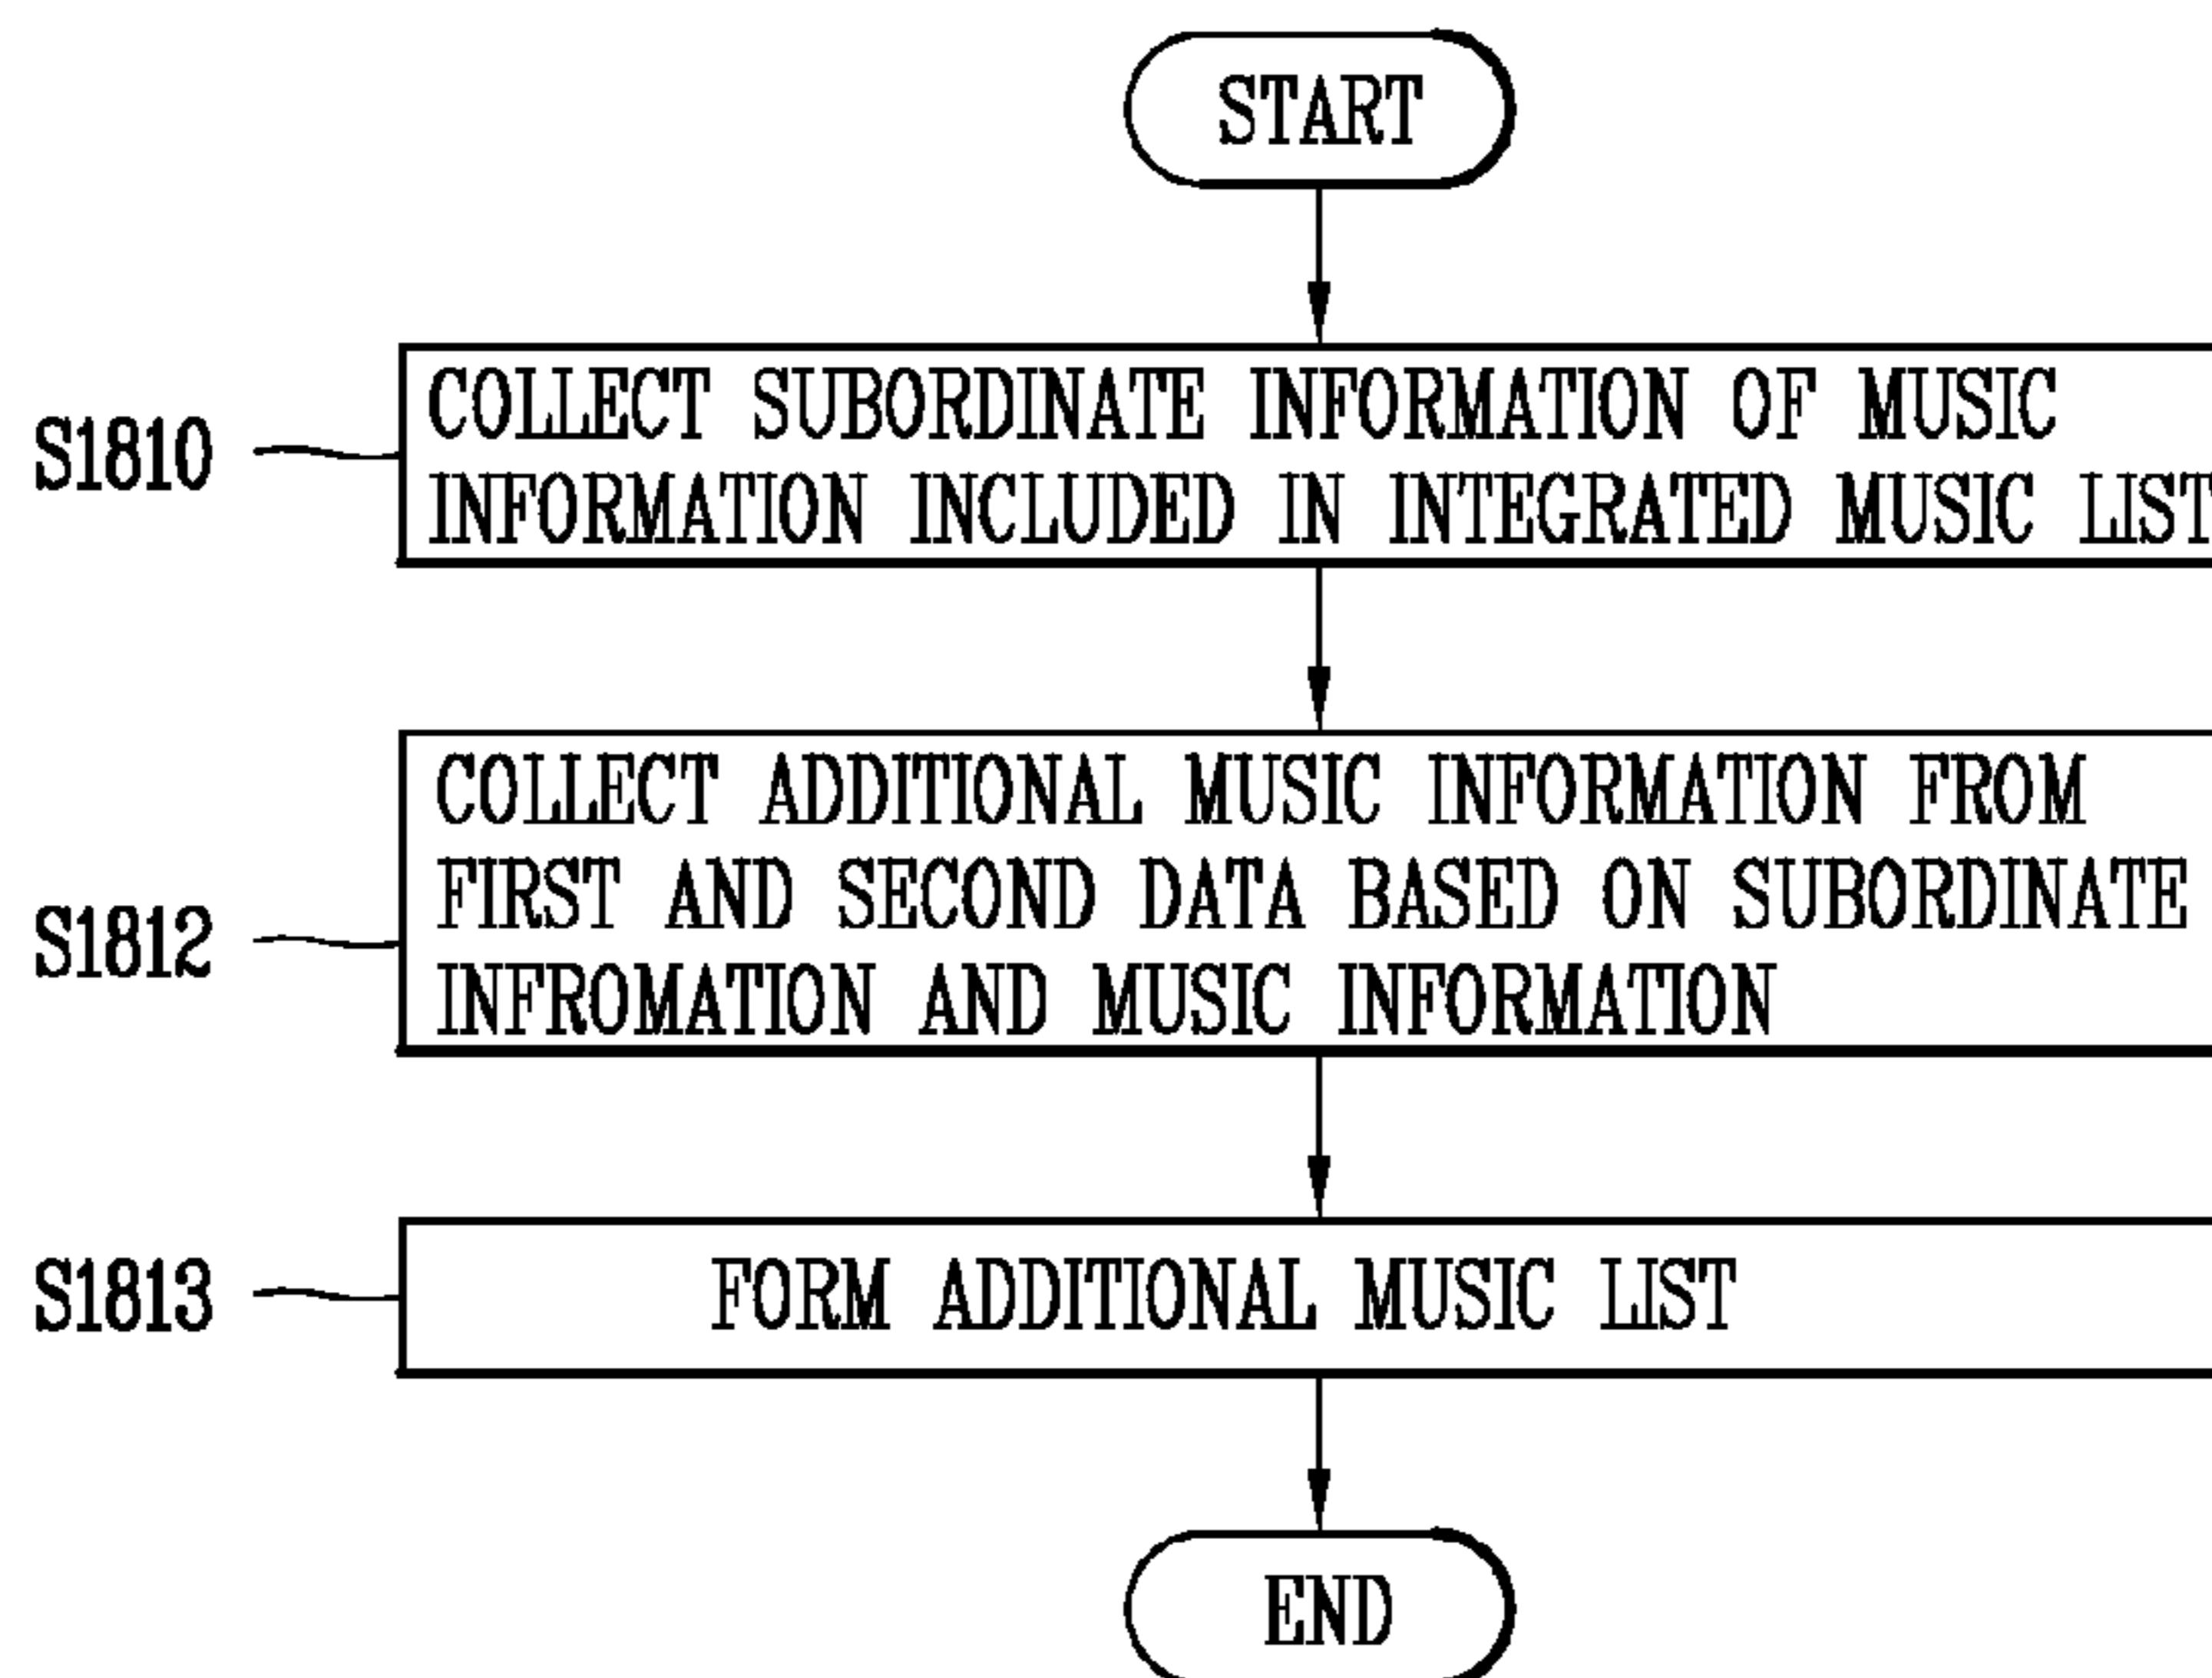 START
S1810
COLLECT SUBORDINATE INFORMATION OF MUSIC
INFORMATION INCLUDED IN INTEGRATED MUSIC LIST
S1812
COLLECT ADDITIONAL MUSIC INFORMATION FROM
FIRST AND SECOND DATA BASED ON SUBORDINATE
INFROMATION AND MUSIC INFORMATION
S1813
FORM ADDITIONAL MUSIC LIST
END